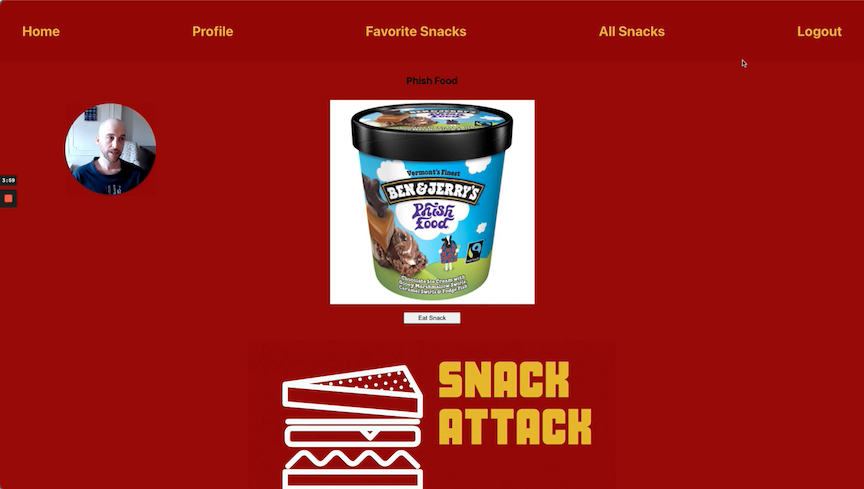 Home
Profile
Favorite Snacks
All Snacks
Logout
Phish Food
3:59
Vermont's Finest
BEN & JERRY'S
Phish
Food
Chocolate Ice Cream with
Gooey Marshmallow Swirls,
Caramel Swirls & Fudge Fish
Eat Snack
SNACK
ATTACK